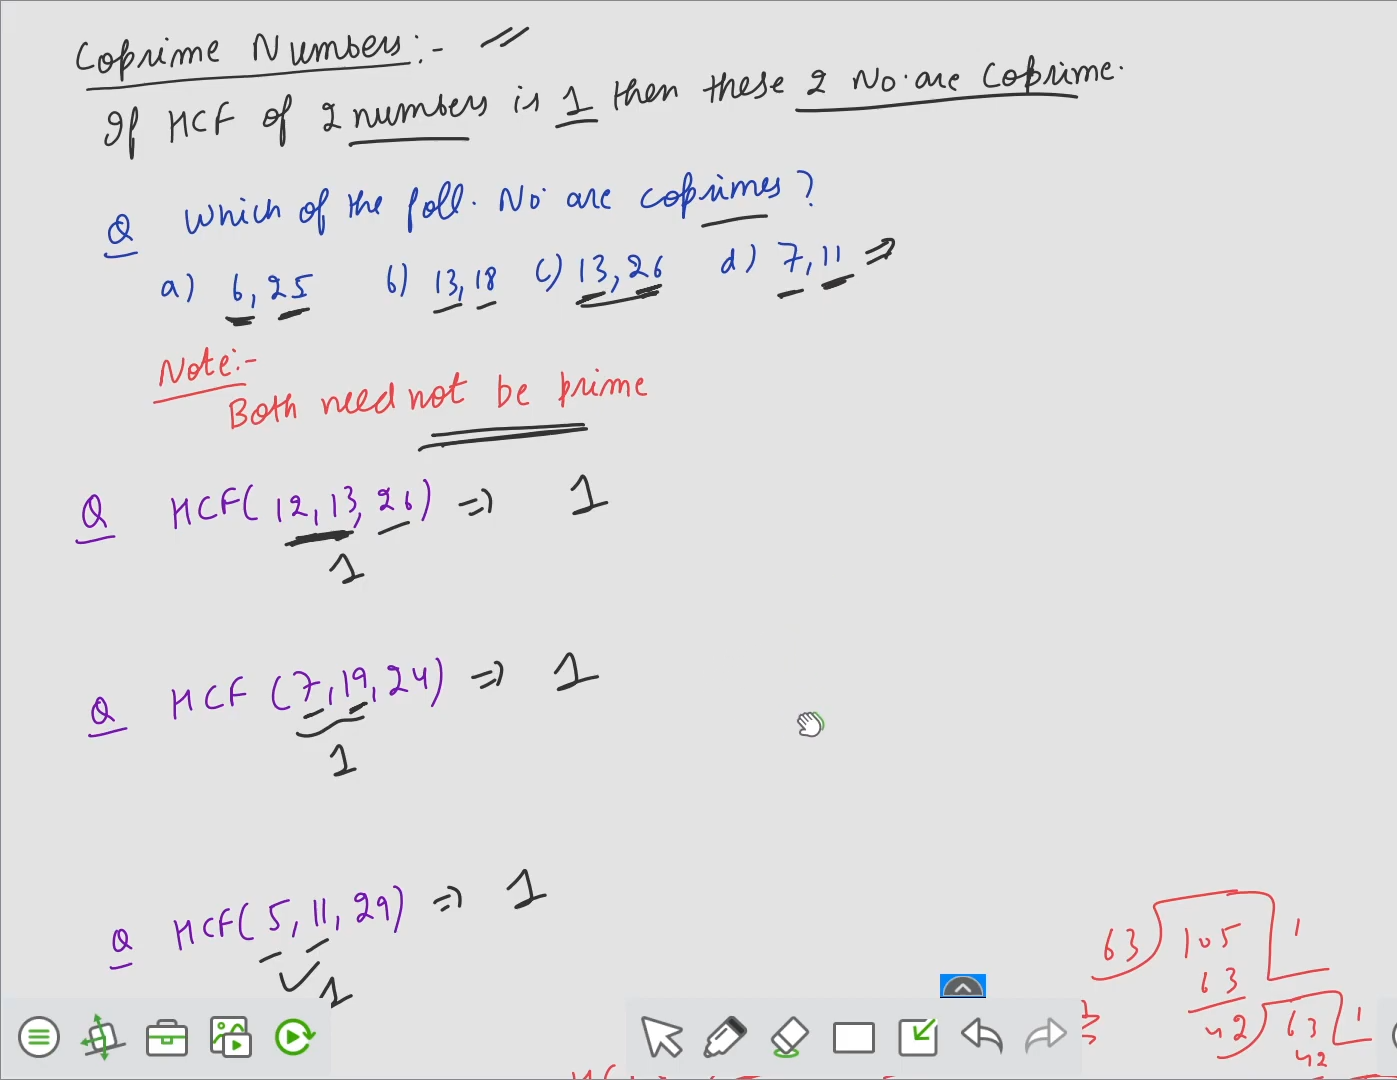 Coprime Numbers:-
If HCF of 2 numbers is 1 then these 2 No. are Coprime.
Q Which of the foll. No. are coprimes?
a) 6, 25 b) 13, 18 c) 13, 26 d) 7, 11 ⇒
Note:-
Both need not be prime
Q HCF(12, 13, 26) ⇒ 1
1
Q HCF (7, 19, 24) ⇒ 1
1
Q HCF(5, 11, 29) ⇒ 1
1
63) 105 1
63
42) 63 1
42